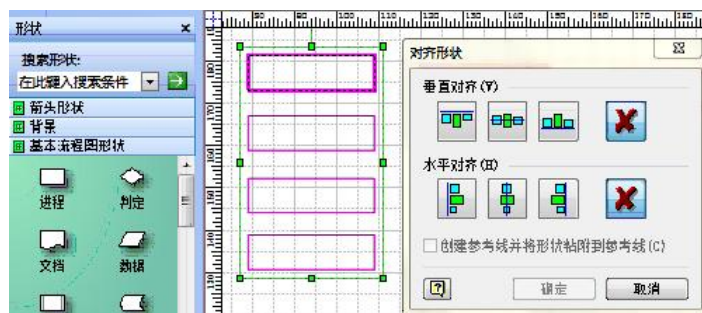 形状
搜索形状:
在此键入搜索条件
箭头形状
背景
基本流程图形状
进程
判定
文档
数据
对齐形状
垂直对齐(V)
水平对齐(H)
创建参考线并将形状粘附到参考线(C)
确定
取消